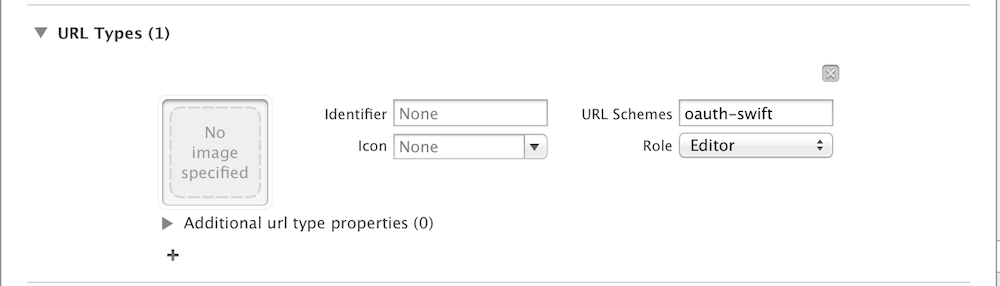 URL Types (1)
No
image
specified
Identifier None
URL Schemes oauth-swift
Icon None
Role Editor
Additional url type properties (0)